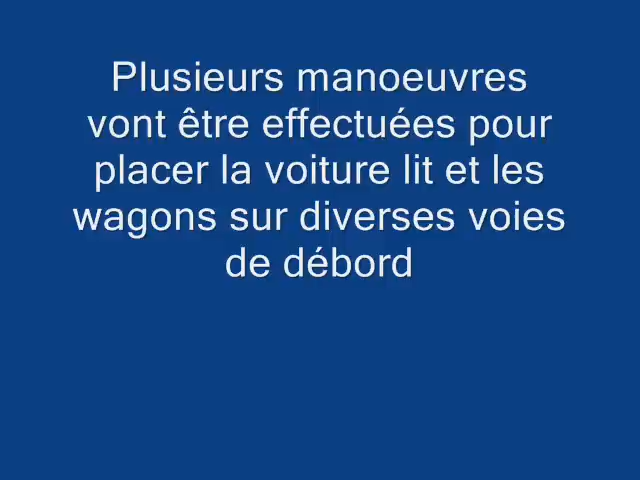 Plusieurs manoeuvres
vont être effectuées pour
placer la voiture lit et les
wagons sur diverses voies
de débord